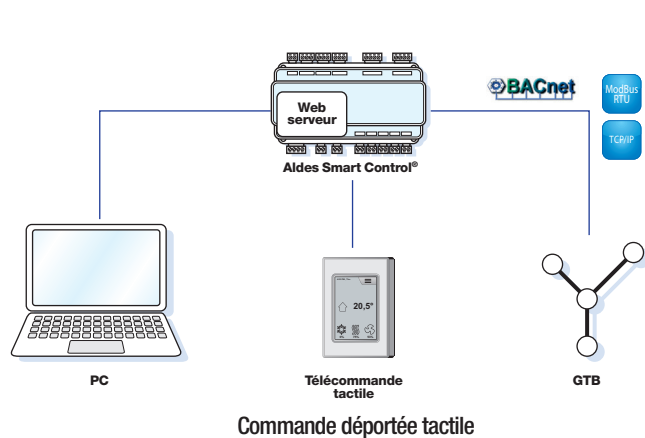 BACnet
ModBus
RTU
TCP/IP
Web
serveur
Aldes Smart Control®
20,5°
PC
Télécommande
tactile
GTB
Commande déportée tactile